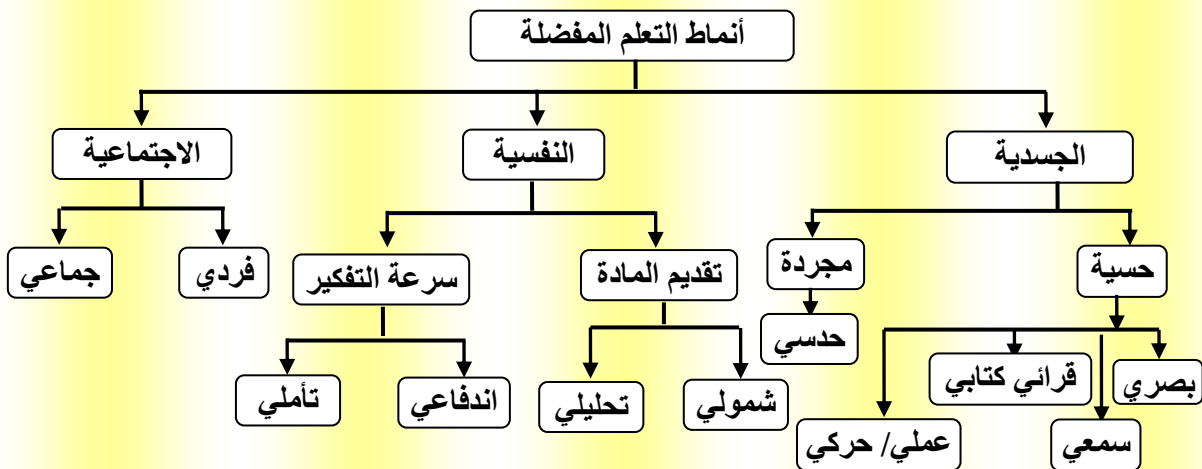 أنماط التعلم المفضلة
الجسدية
النفسية
الاجتماعية
حسية
مجردة
تقديم المادة
سرعة التفكير
فردي
جماعي
حدسي
بصري
قرائي كتابي
سمعي
عملي/ حركي
شمولي
تحليلي
اندفاعي
تأملي